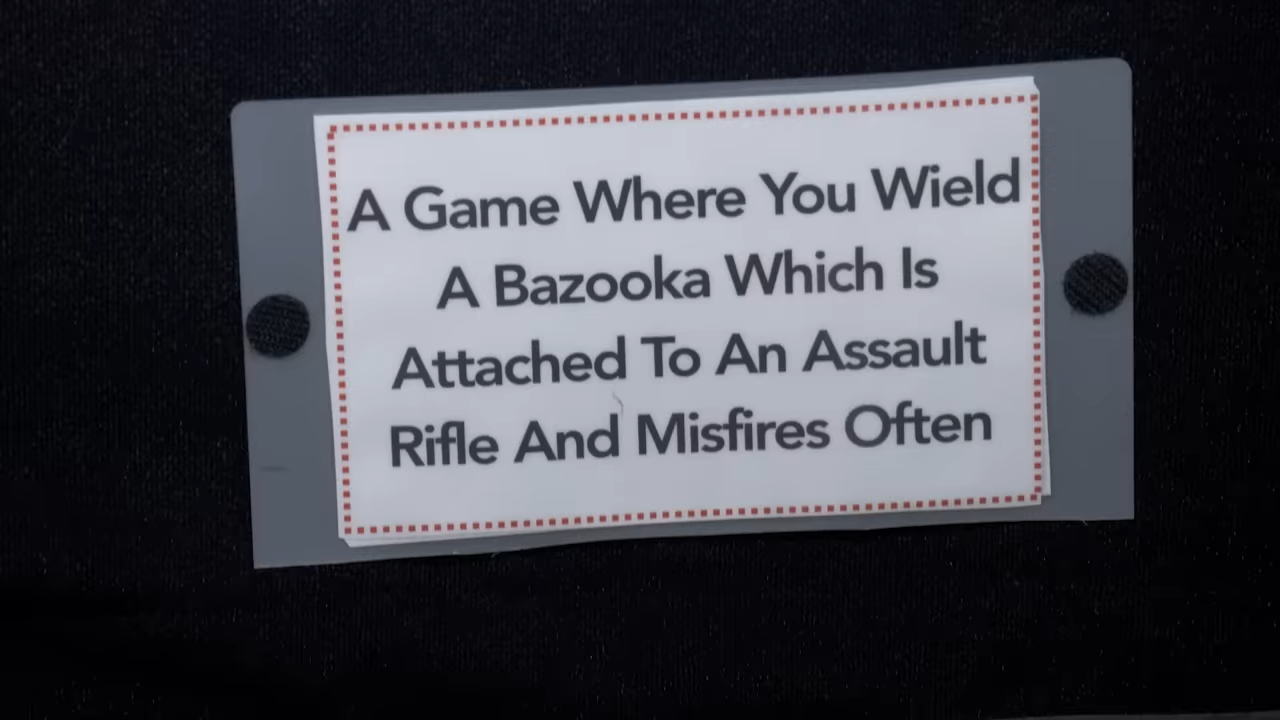 A Game Where You Wield
A Bazooka Which Is
Attached To An Assault
Rifle And Misfires Often